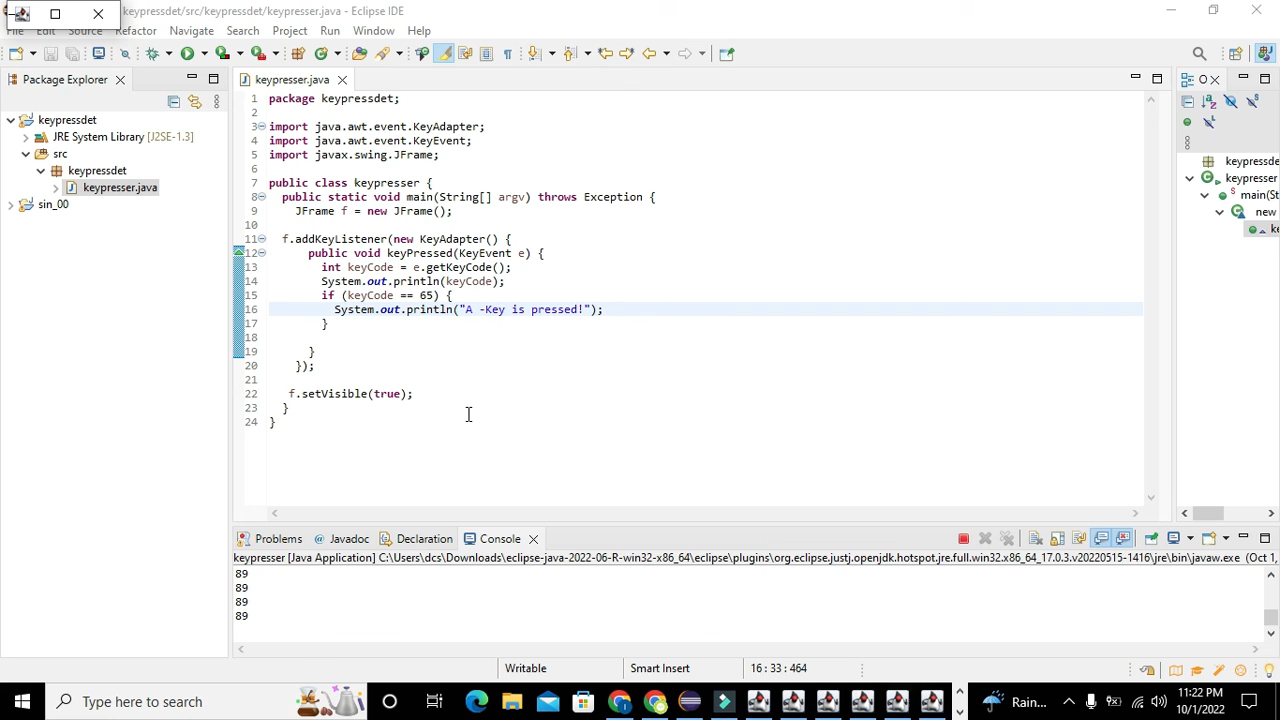 keypressdet/src/keypressdet/keypresser.java - Eclipse IDE
File Edit Source Refactor Navigate Search Project Run Window Help
Package Explorer
keypresser.java
keypressdet
JRE System Library [J2SE-1.3]
src
keypressdet
keypresser.java
sin_00
1 package keypressdet;
2
3 import java.awt.event.KeyAdapter;
4 import java.awt.event.KeyEvent;
5 import javax.swing.JFrame;
6
7 public class keypresser {
8 public static void main(String[] argv) throws Exception {
9 JFrame f = new JFrame();
10
11 f.addKeyListener(new KeyAdapter() {
12 public void keyPressed(KeyEvent e) {
13 int keyCode = e.getKeyCode();
14 System.out.println(keyCode);
15 if (keyCode == 65) {
16 System.out.println("A -Key is pressed!");
17 }
18
19 }
20 });
21
22 f.setVisible(true);
23 }
24 }
O
keypressde
keypresser
main(St
new
ke
Problems Javadoc Declaration Console
keypresser [Java Application] C:\Users\dcs\Downloads\eclipse-java-2022-06-R-win32-x86_64\eclipse\plugins\org.eclipse.justj.openjdk.hotspot.jre.full.win32.x86_64_17.0.3.v20220515-1416\jre\bin\javaw.exe (Oct 1,
89
89
89
89
Writable Smart Insert 16 : 33 : 464
Type here to search
Rain...
11:22 PM
10/1/2022